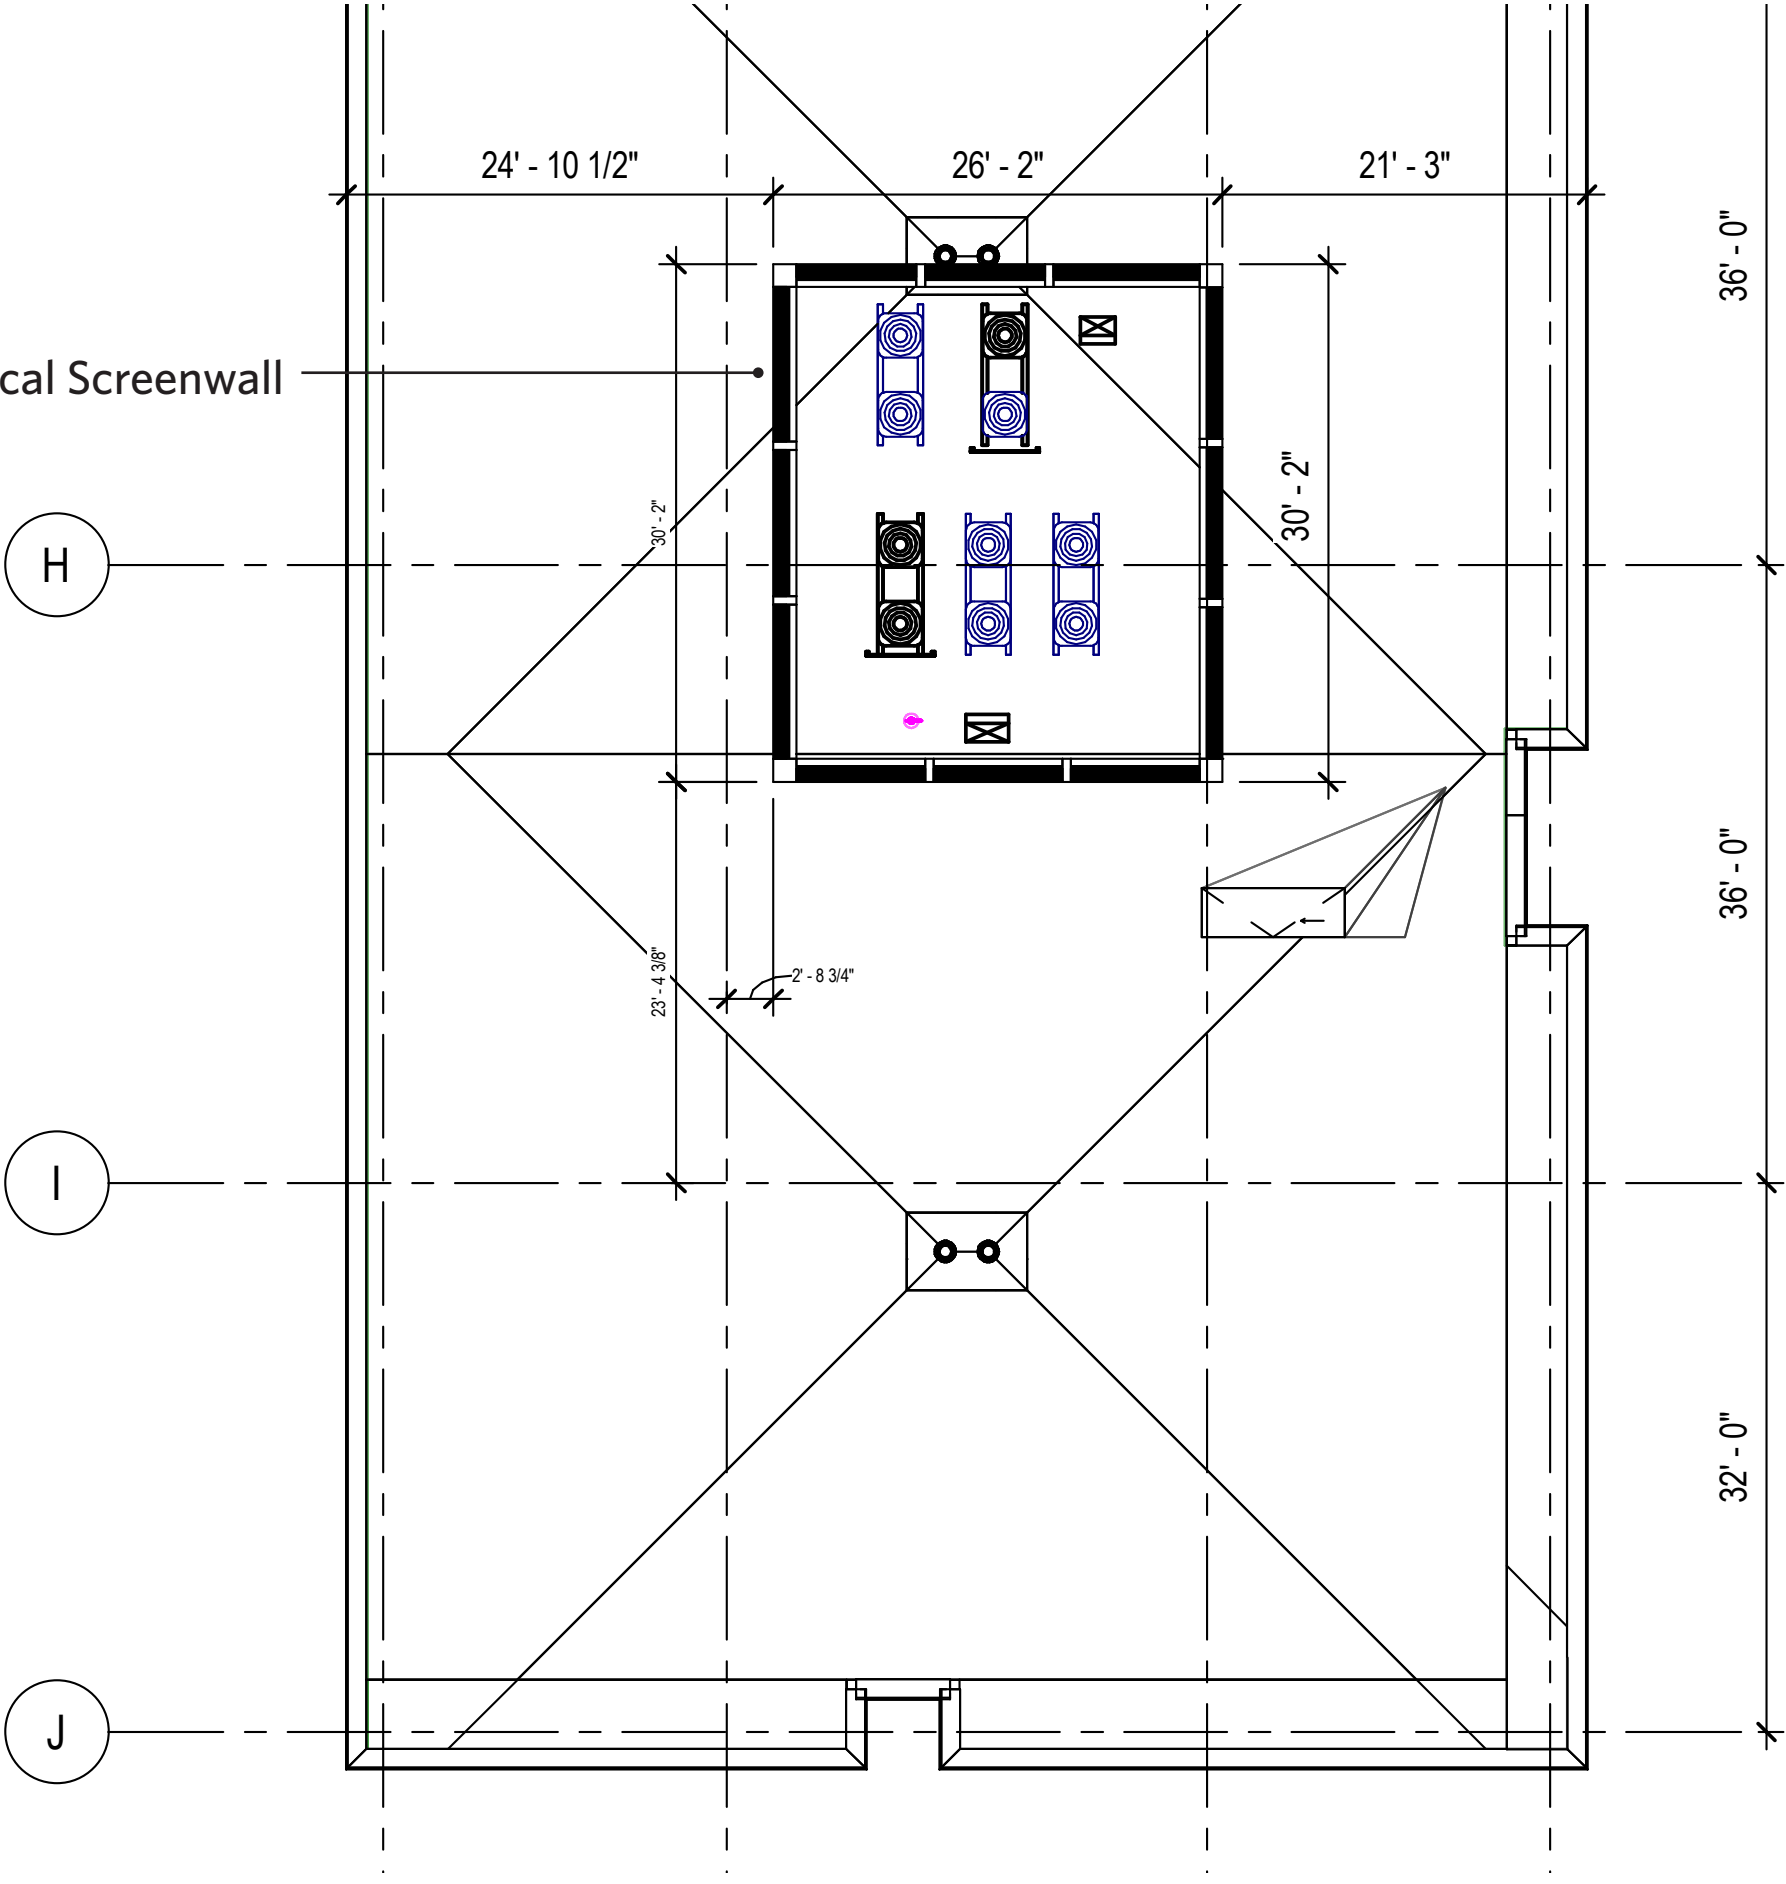 24' - 10 1/2"
26' - 2"
21' - 3"
36' - 0"
cal Screenwall
30' - 2"
30' - 2"
H
36' - 0"
23' - 4 3/8"
2' - 8 3/4"
I
32' - 0"
J